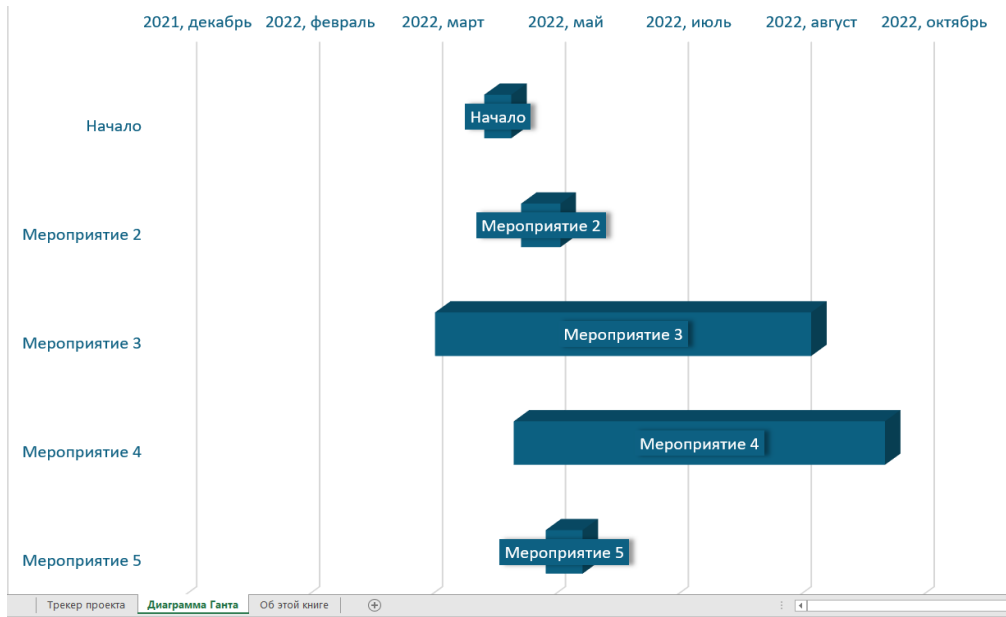 2021, декабрь 2022, февраль 2022, март 2022, май 2022, июль 2022, август 2022, октябрь
Начало
Начало
Мероприятие 2
Мероприятие 2
Мероприятие 3
Мероприятие 3
Мероприятие 4
Мероприятие 4
Мероприятие 5
Мероприятие 5
Трекер проекта Диаграмма Ганта Об этой книге